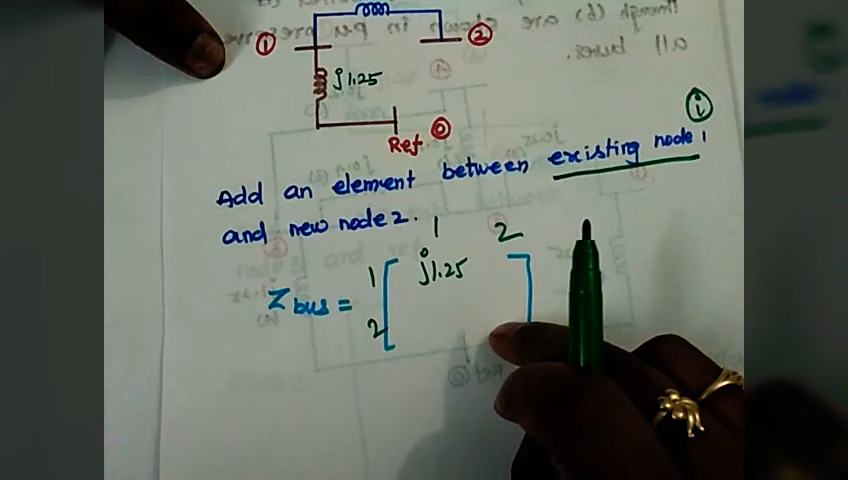 ① ②
j1.25
Ref ⓪
i
Add an element between existing node 1
and new node 2.
1 2
Zbus = 1 [ j1.25 ]
2